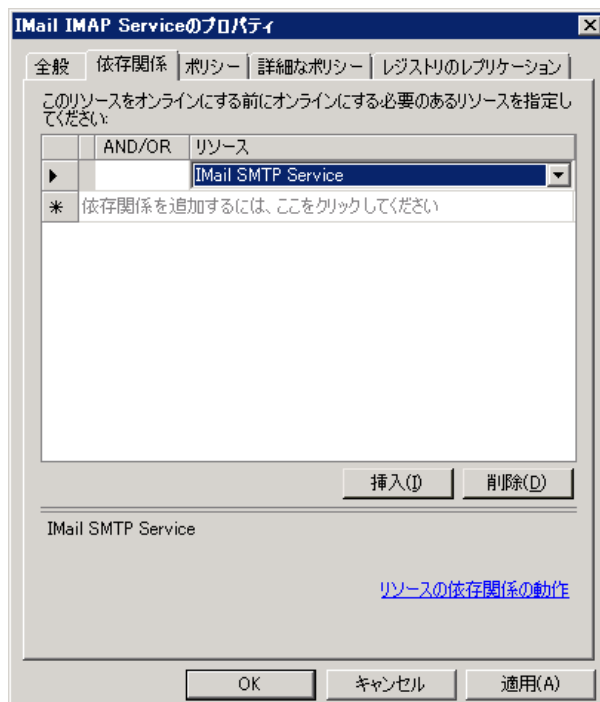 IMail IMAP Serviceのプロパティ
全般 依存関係 ポリシー 詳細なポリシー レジストリのレプリケーション
このリソースをオンラインにする前にオンラインにする必要のあるリソースを指定し
てください:
AND/OR リソース
IMail SMTP Service
依存関係を追加するには、ここをクリックしてください
挿入(I) 削除(D)
IMail SMTP Service
リソースの依存関係の動作
OK キャンセル 適用(A)